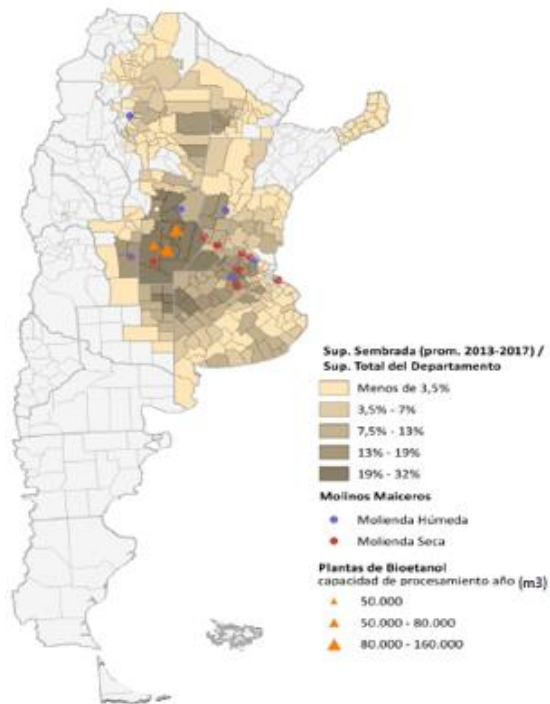 Sup. Sembrada (prom. 2013-2017) /
Sup. Total del Departamento
Menos de 3,5%
3,5% - 7%
7,5% - 13%
13% - 19%
19% - 32%
Molinos Maiceros
Molienda Húmeda
Molienda Seca
Plantas de Bioetanol
capacidad de procesamiento año (m3)
50.000
50.000 - 80.000
80.000 - 160.000